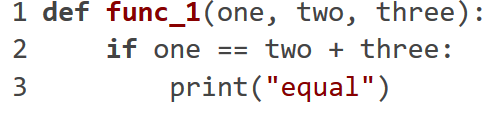 1 def func_1(one, two, three):
2     if one == two + three:
3         print("equal")